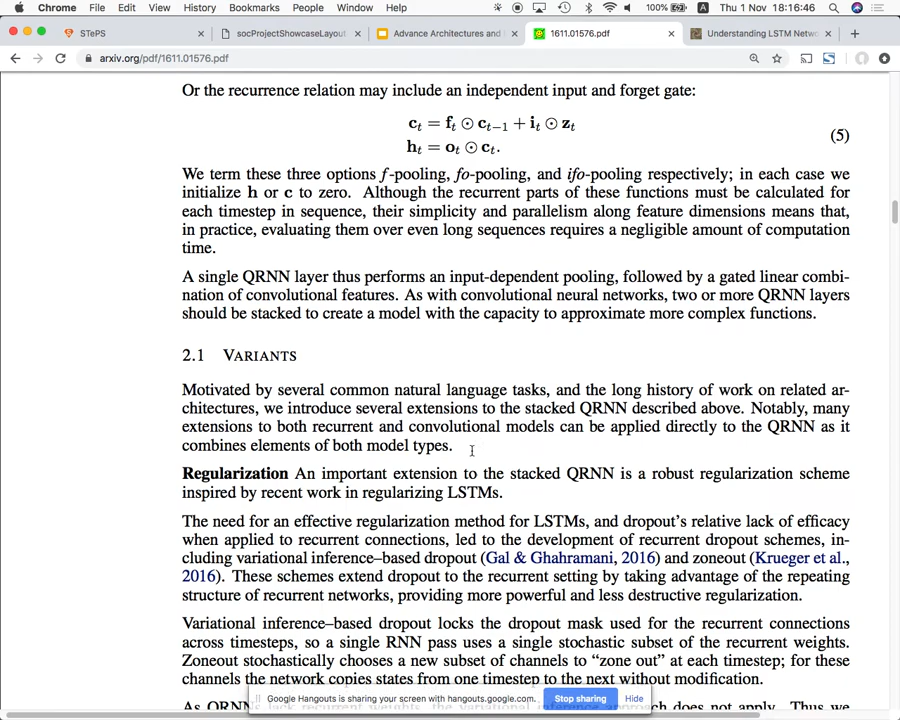 Chrome File Edit View History Bookmarks People Window Help 100% A Thu 1 Nov 18:16:46
STePS socProjectShowcaseLayout Advance Architectures and 1611.01576.pdf Understanding LSTM Netw
arxiv.org/pdf/1611.01576.pdf
Or the recurrence relation may include an independent input and forget gate:
c_t = f_t ⊙ c_{t−1} + i_t ⊙ z_t
(5)
h_t = o_t ⊙ c_t.
We term these three options f-pooling, fo-pooling, and ifo-pooling respectively; in each case we
initialize h or c to zero. Although the recurrent parts of these functions must be calculated for
each timestep in sequence, their simplicity and parallelism along feature dimensions means that,
in practice, evaluating them over even long sequences requires a negligible amount of computation
time.
A single QRNN layer thus performs an input-dependent pooling, followed by a gated linear combi-
nation of convolutional features. As with convolutional neural networks, two or more QRNN layers
should be stacked to create a model with the capacity to approximate more complex functions.
2.1 VARIANTS
Motivated by several common natural language tasks, and the long history of work on related ar-
chitectures, we introduce several extensions to the stacked QRNN described above. Notably, many
extensions to both recurrent and convolutional models can be applied directly to the QRNN as it
combines elements of both model types.
Regularization An important extension to the stacked QRNN is a robust regularization scheme
inspired by recent work in regularizing LSTMs.
The need for an effective regularization method for LSTMs, and dropout's relative lack of efficacy
when applied to recurrent connections, led to the development of recurrent dropout schemes, in-
cluding variational inference–based dropout (Gal & Ghahramani, 2016) and zoneout (Krueger et al.,
2016). These schemes extend dropout to the recurrent setting by taking advantage of the repeating
structure of recurrent networks, providing more powerful and less destructive regularization.
Variational inference–based dropout locks the dropout mask used for the recurrent connections
across timesteps, so a single RNN pass uses a single stochastic subset of the recurrent weights.
Zoneout stochastically chooses a new subset of channels to "zone out" at each timestep; for these
channels the network copies states from one timestep to the next without modification.
Google Hangouts is sharing your screen with hangouts.google.com. Stop sharing Hide
As QRNNs lack recurrent weights, the variational inference approach does not apply. Thus we